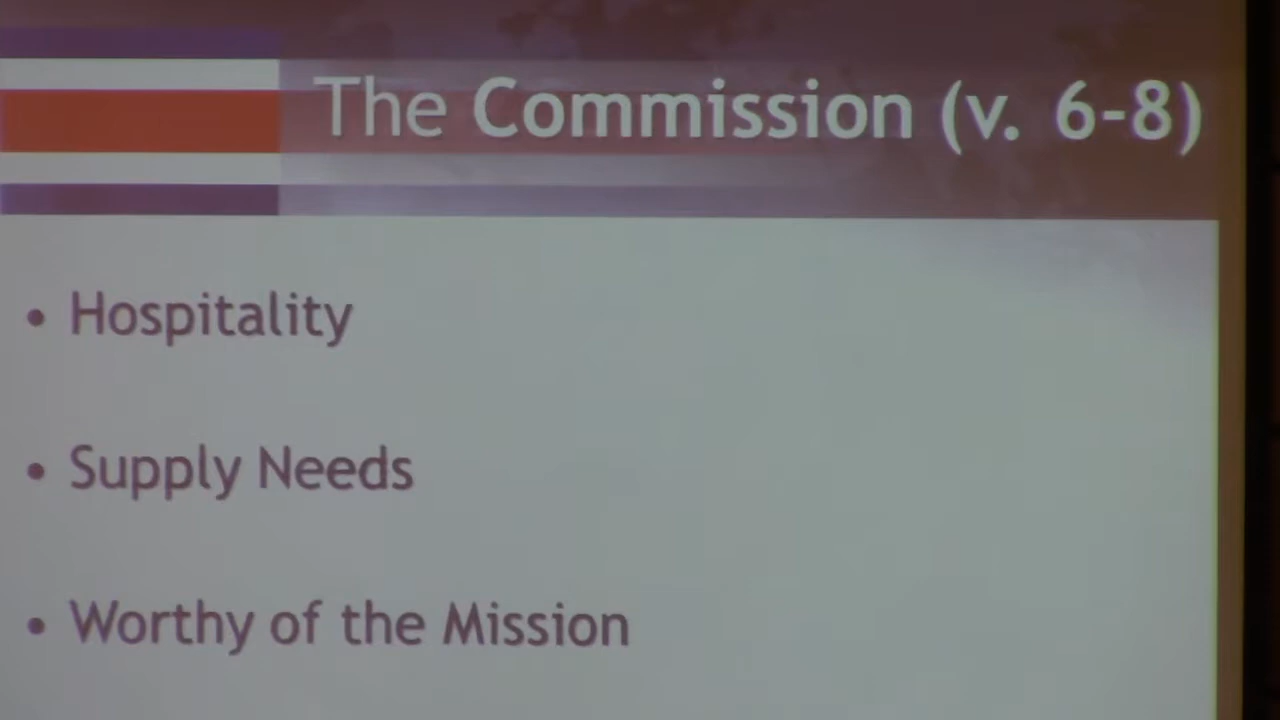 The Commission (v. 6-8)
• Hospitality
• Supply Needs
• Worthy of the Mission